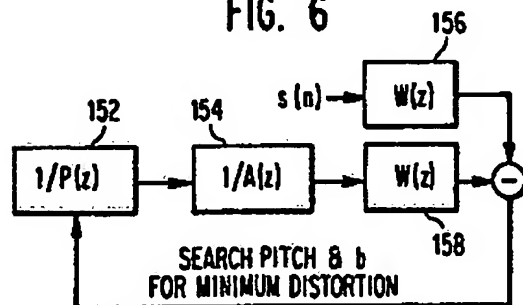 FIG. 6
156
s(n)
W(z)
152
154
1/P(z)
1/A(z)
W(z)
−
158
SEARCH PITCH & b
FOR MINIMUM DISTORTION